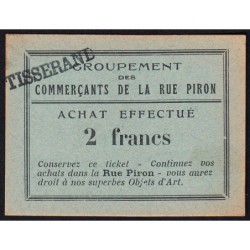 TISSERANE
GROUPEMENT
DES
COMMERÇANTS DE LA RUE PIRON
ACHAT EFFECTUÉ
2 francs
Conservez ce ticket - Continuez vos
achats dans la Rue Piron - vous aurez
droit à nos superbes Objets d'Art.